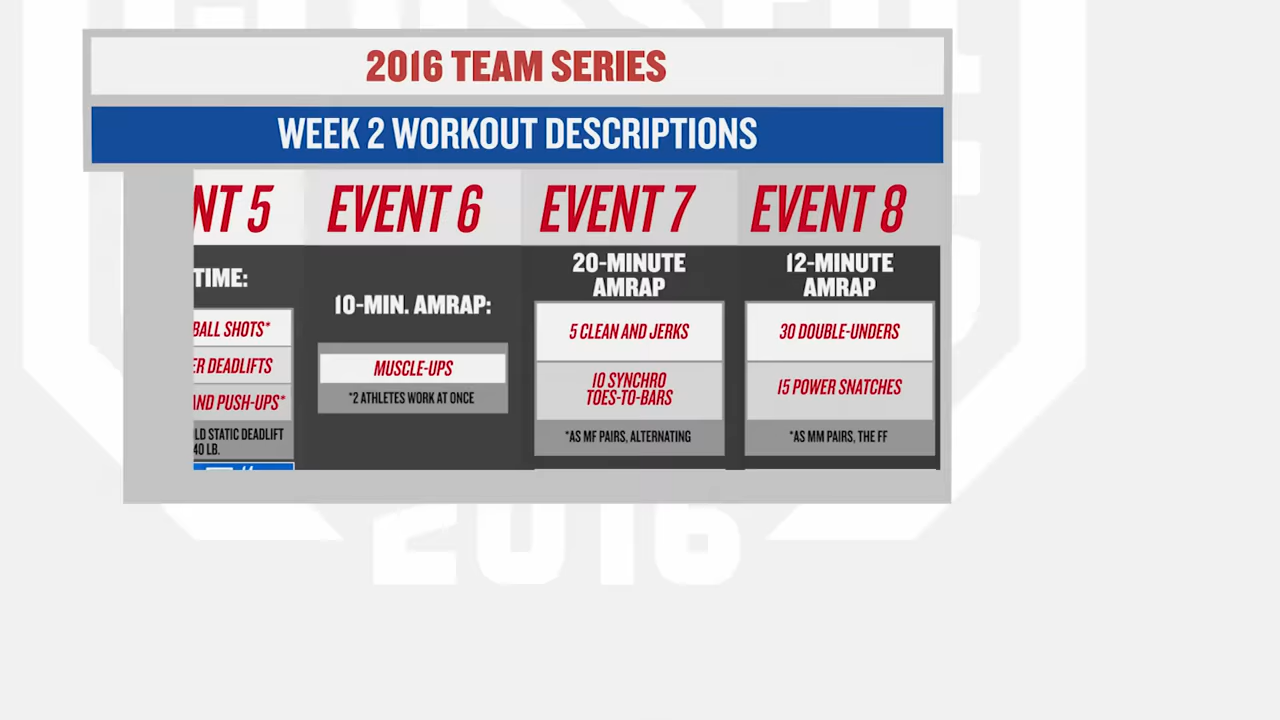 2016 TEAM SERIES
WEEK 2 WORKOUT DESCRIPTIONS
NT 5
EVENT 6
EVENT 7
EVENT 8
TIME:
BALL SHOTS*
ER DEADLIFTS
AND PUSH-UPS*
LD STATIC DEADLIFT
40 LB.
10-MIN. AMRAP:
MUSCLE-UPS
*2 ATHLETES WORK AT ONCE
20-MINUTE
AMRAP
5 CLEAN AND JERKS
10 SYNCHRO
TOES-TO-BARS
*AS MF PAIRS, ALTERNATING
12-MINUTE
AMRAP
30 DOUBLE-UNDERS
15 POWER SNATCHES
*AS MM PAIRS, THE FF
2016